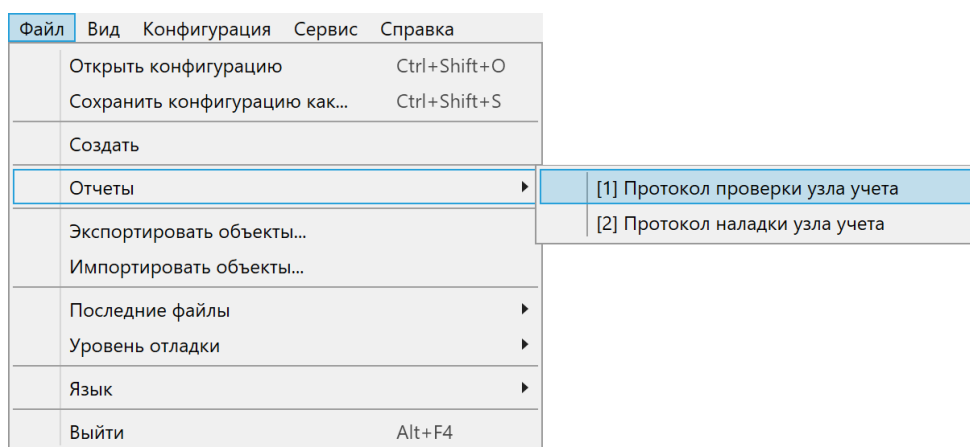 Файл Вид Конфигурация Сервис Справка
Открыть конфигурацию Ctrl+Shift+O
Сохранить конфигурацию как... Ctrl+Shift+S
Создать
Отчеты
[1] Протокол проверки узла учета
[2] Протокол наладки узла учета
Экспортировать объекты...
Импортировать объекты...
Последние файлы
Уровень отладки
Язык
Выйти Alt+F4